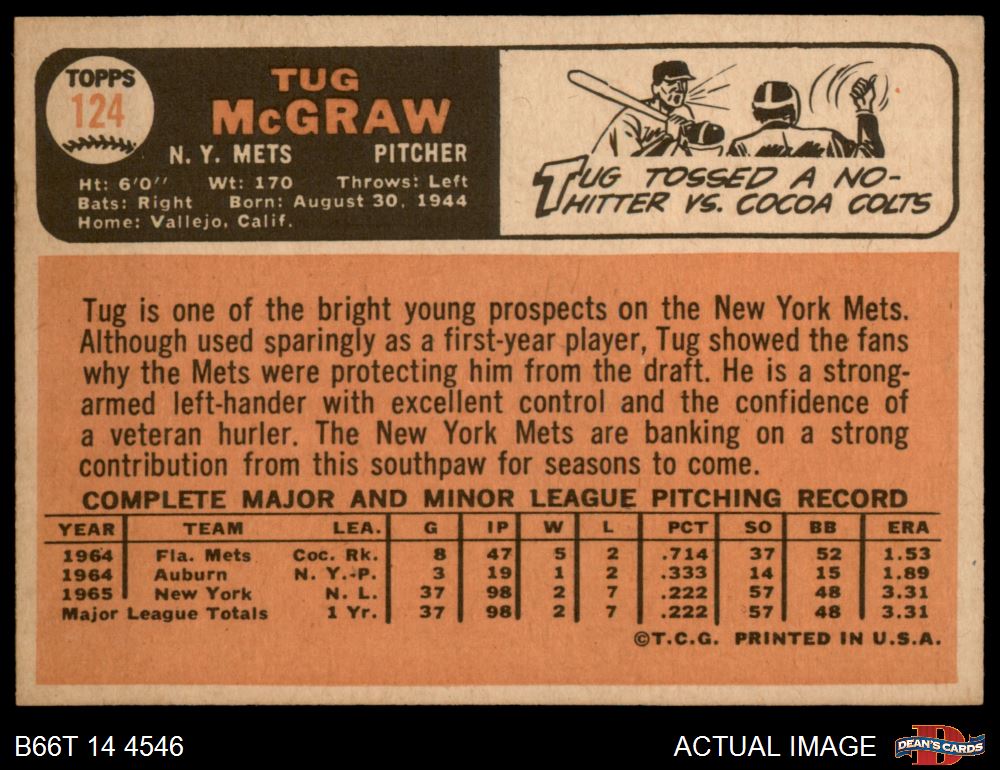 TOPPS
124
TUG
McGRAW
N. Y. METS PITCHER
Ht: 6'0" Wt: 170 Throws: Left
Bats: Right Born: August 30, 1944
Home: Vallejo, Calif.
TUG TOSSED A NO-
HITTER VS. COCOA COLTS
Tug is one of the bright young prospects on the New York Mets.
Although used sparingly as a first-year player, Tug showed the fans
why the Mets were protecting him from the draft. He is a strong-
armed left-hander with excellent control and the confidence of
a veteran hurler. The New York Mets are banking on a strong
contribution from this southpaw for seasons to come.
COMPLETE MAJOR AND MINOR LEAGUE PITCHING RECORD
YEAR TEAM LEA. G IP W L PCT SO BB ERA
1964 Fla. Mets Coc. Rk. 8 47 5 2 .714 37 52 1.53
1964 Auburn N. Y.-P. 3 19 1 2 .333 14 15 1.89
1965 New York N. L. 37 98 2 7 .222 57 48 3.31
Major League Totals 1 Yr. 37 98 2 7 .222 57 48 3.31
©T.C.G. PRINTED IN U.S.A.
B66T 14 4546
ACTUAL IMAGE
D
DEAN'S CARDS